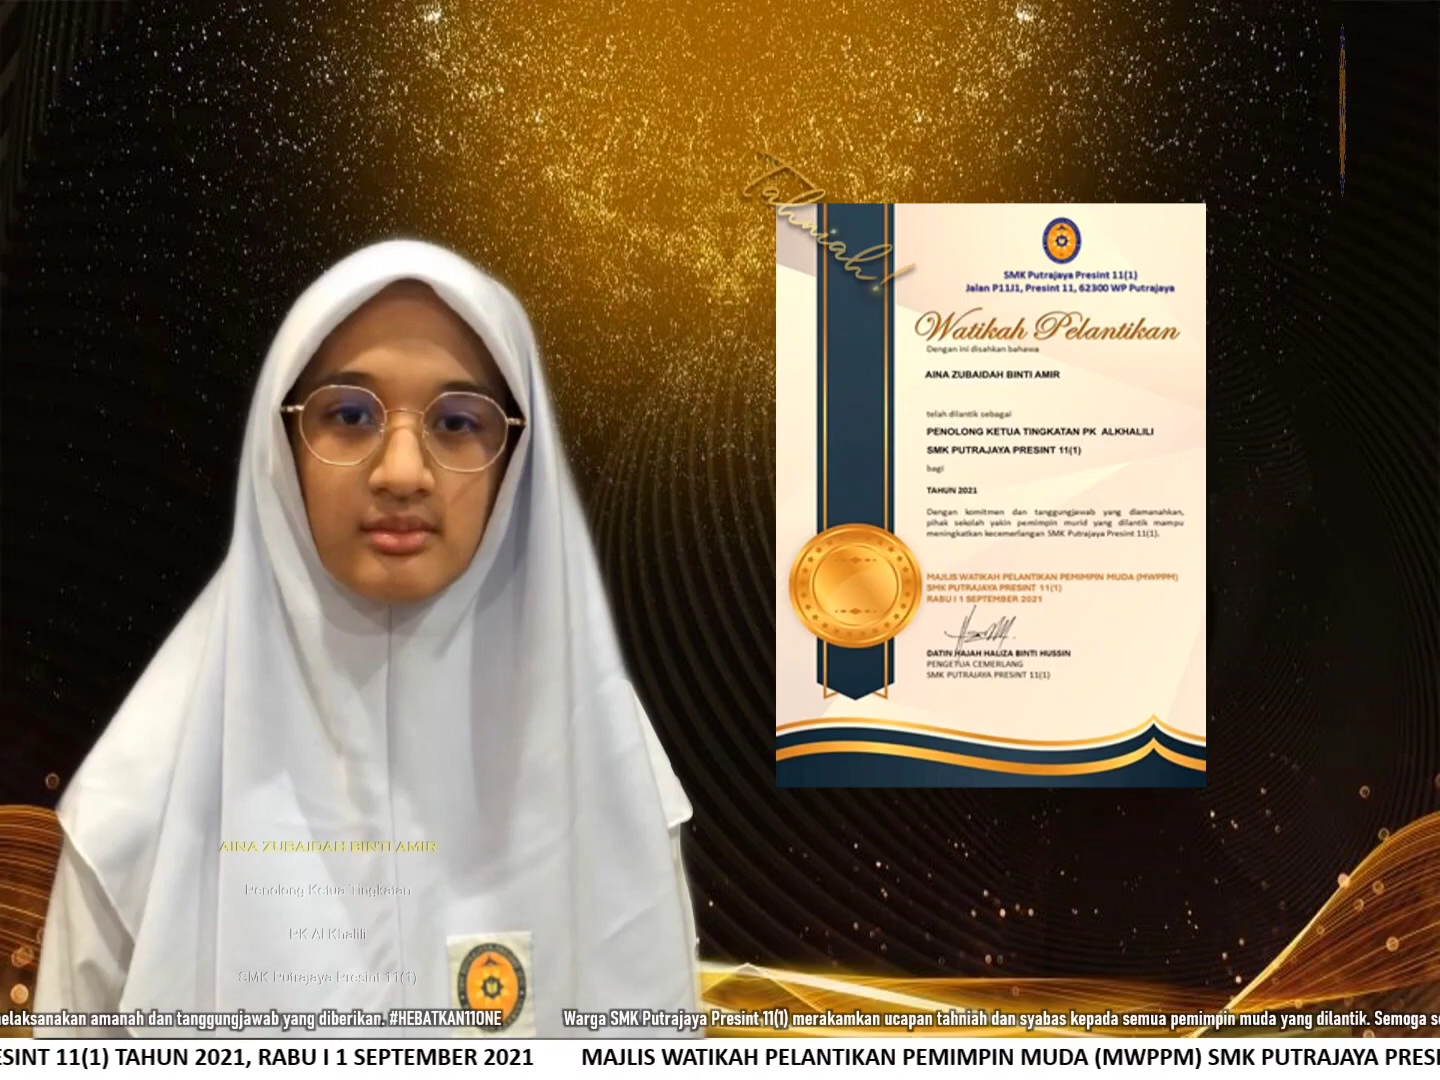 Tahniah!
SMK Putrajaya Presint 11(1)
Jalan P11J1, Presint 11, 62300 WP Putrajaya
Watikah Pelantikan
Dengan ini disahkan bahawa
AINA ZUBAIDAH BINTI AMIR
telah dilantik sebagai
PENOLONG KETUA TINGKATAN PK ALKHALILI
SMK PUTRAJAYA PRESINT 11(1)
bagi
TAHUN 2021
Dengan komitmen dan tanggungjawab yang diamanahkan,
pihak sekolah yakin pemimpin murid yang dilantik mampu
meningkatkan kecemerlangan SMK Putrajaya Presint 11(1).
MAJLIS WATIKAH PELANTIKAN PEMIMPIN MUDA (MWPPM)
SMK PUTRAJAYA PRESINT 11(1)
RABU I 1 SEPTEMBER 2021
DATIN HAJAH HALIZA BINTI HUSSIN
PENGETUA CEMERLANG
SMK PUTRAJAYA PRESINT 11(1)
AINA ZUBAIDAH BINTI AMIR
Penolong Ketua Tingkatan
PK Al Khalili
SMK Putrajaya Presint 11(1)
elaksanakan amanah dan tanggungjawab yang diberikan. #HEBATKAN11ONE Warga SMK Putrajaya Presint 11(1) merakamkan ucapan tahniah dan syabas kepada semua pemimpin muda yang dilantik. Semoga s
ESINT 11(1) TAHUN 2021, RABU I 1 SEPTEMBER 2021 MAJLIS WATIKAH PELANTIKAN PEMIMPIN MUDA (MWPPM) SMK PUTRAJAYA PRESI